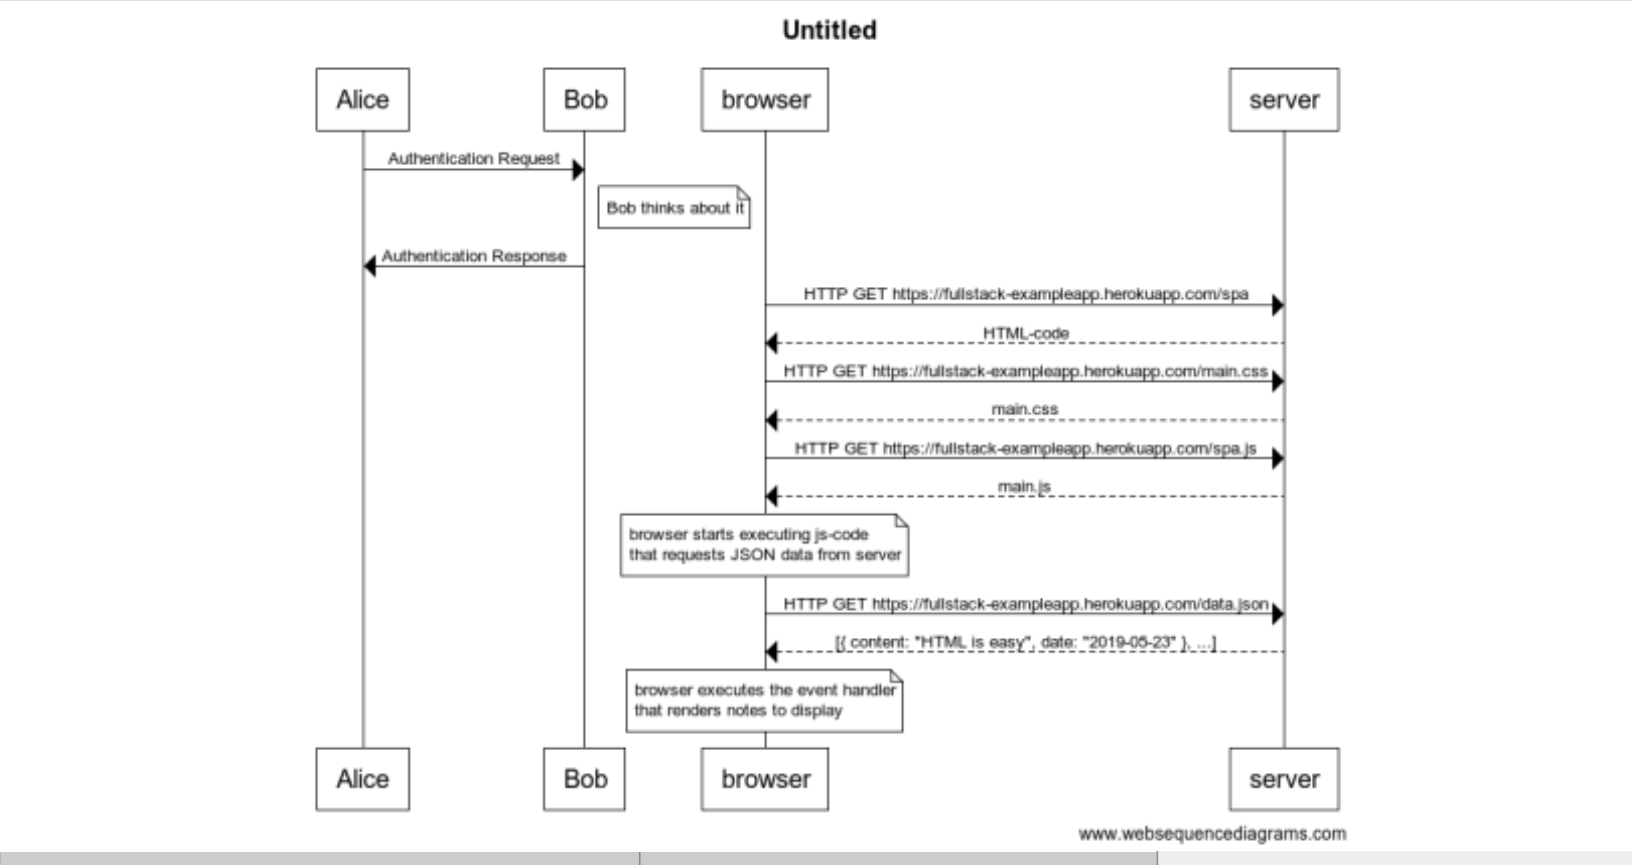 Untitled
Alice
Bob
browser
server
Authentication Request
Bob thinks about it
Authentication Response
HTTP GET https://fullstack-exampleapp.herokuapp.com/spa
HTML-code
HTTP GET https://fullstack-exampleapp.herokuapp.com/main.css
main.css
HTTP GET https://fullstack-exampleapp.herokuapp.com/spa.js
main.js
browser starts executing js-code
that requests JSON data from server
HTTP GET https://fullstack-exampleapp.herokuapp.com/data.json
[{ content: "HTML is easy", date: "2019-05-23" }, ...]
browser executes the event handler
that renders notes to display
Alice
Bob
browser
server
www.websequencediagrams.com